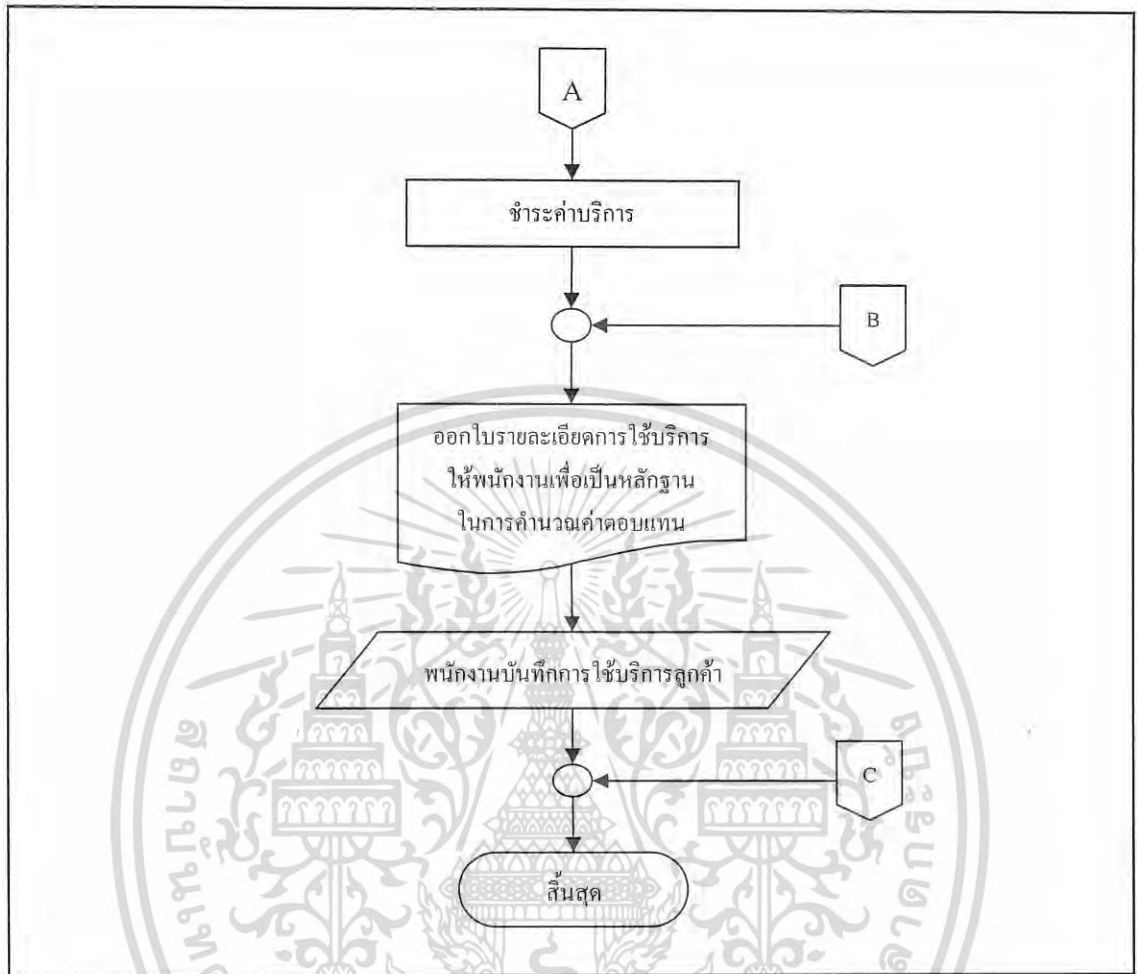 A
ชำระค่าบริการ
B
ออกใบรายละเอียดการใช้บริการ
ให้พนักงานเพื่อเป็นหลักฐาน
ในการคำนวณค่าตอบแทน
พนักงานบันทึกการใช้บริการลูกค้า
C
สิ้นสุด